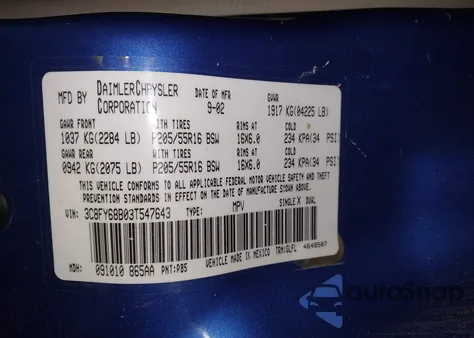 MFD BY DAIMLERCHRYSLER CORPORATION DATE OF MFR 9-02 GVWR 1917 KG(04225 LB)
GAWR FRONT WITH TIRES RIMS AT COLD
1037 KG(2284 LB) P205/55R16 BSW 16X6.0 234 KPA(34 PSI)
GAWR REAR WITH TIRES RIMS AT COLD
0942 KG(2075 LB) P205/55R16 BSW 16X6.0 234 KPA(34 PSI)
THIS VEHICLE CONFORMS TO ALL APPLICABLE FEDERAL MOTOR VEHICLE SAFETY AND THEFT
PREVENTION STANDARDS IN EFFECT ON THE DATE OF MANUFACTURE SHOWN ABOVE.
VIN: 3C8FY68B03T547643 TYPE: MPV SINGLE X DUAL
MDH: 091010 865AA PNT:PB5 VEHICLE MADE IN MEXICO TRM:GLFL 4648507
autoSnap